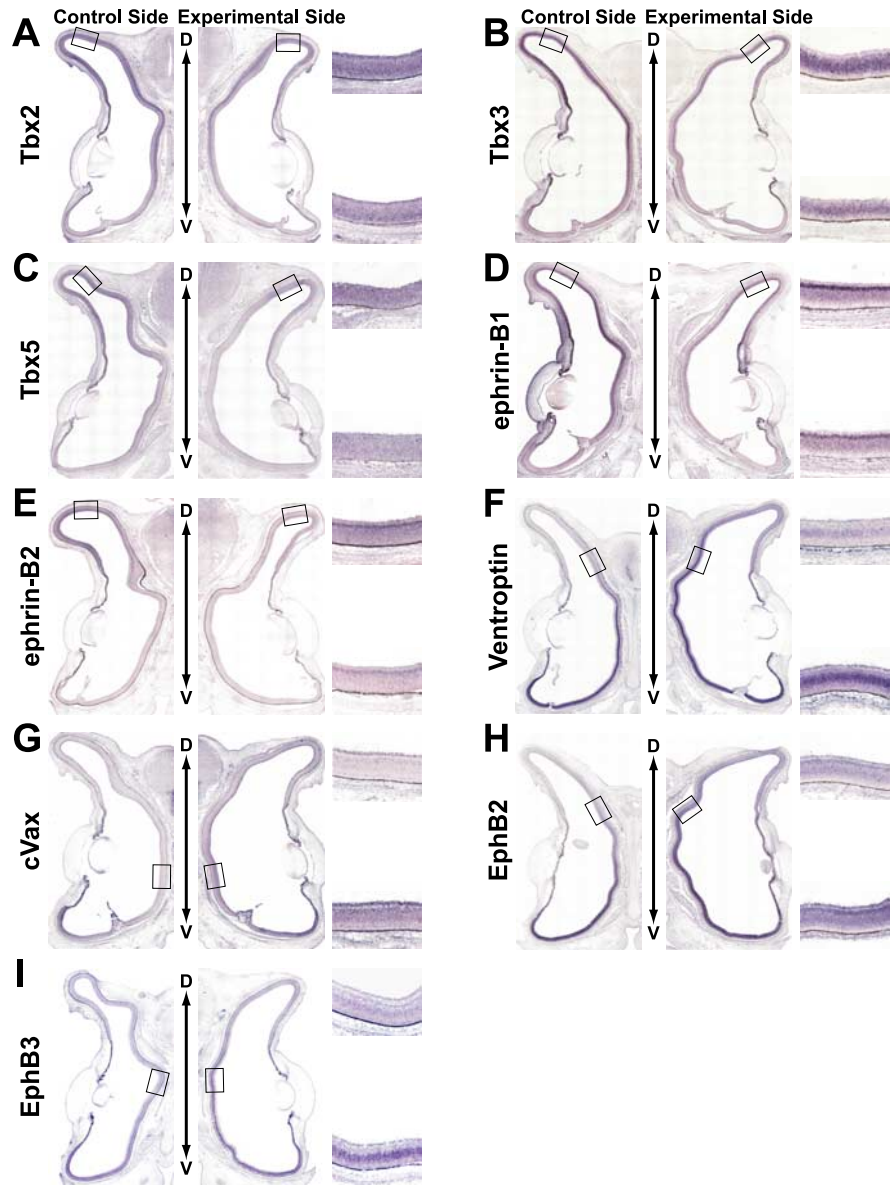 Control Side Experimental Side
A
D
V
Tbx2
Control Side Experimental Side
B
D
V
Tbx3
C
D
V
Tbx5
D
D
V
ephrin-B1
E
D
V
ephrin-B2
F
D
V
Ventroptin
G
D
V
cVax
H
D
V
EphB2
I
D
V
EphB3